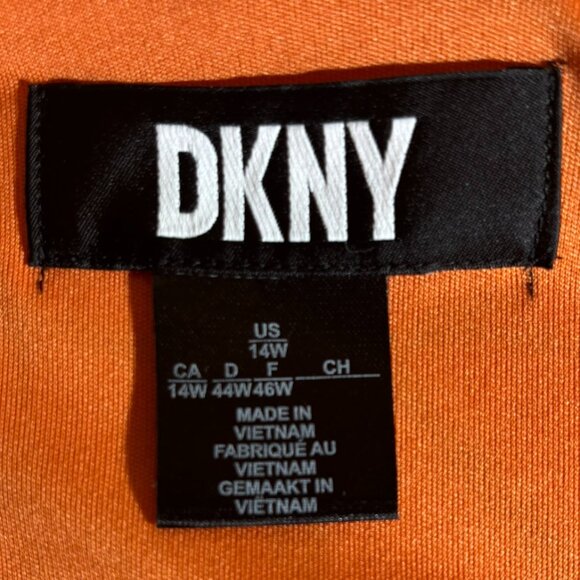 DKNY
US
14W
CA D F CH
14W 44W 46W
MADE IN
VIETNAM
FABRIQUÉ AU
VIETNAM
GEMAAKT IN
VIETNAM